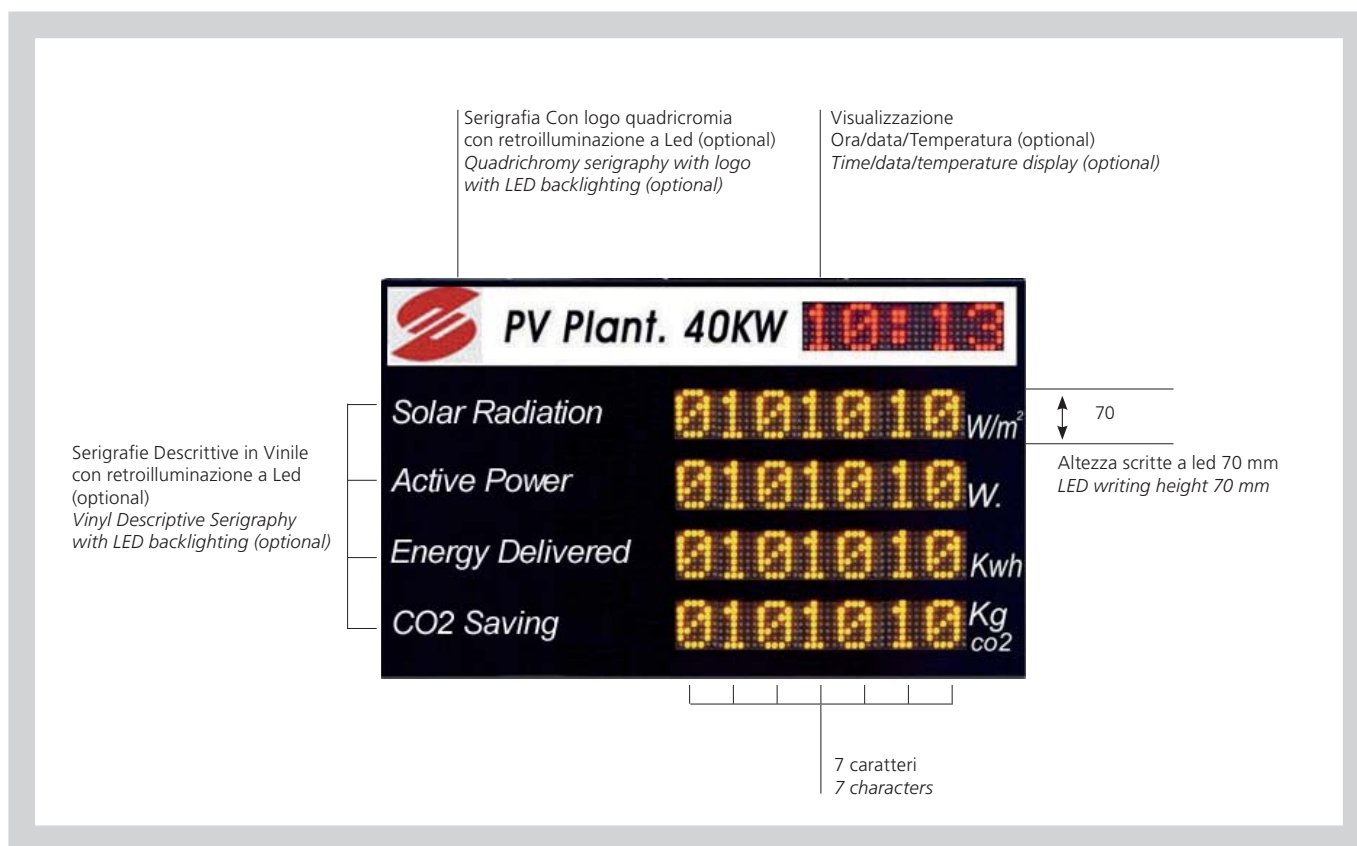 Serigrafia Con logo quadricromia
con retroilluminazione a Led (optional)
Quadrichromy serigraphy with logo
with LED backlighting (optional)
Visualizzazione
Ora/data/Temperatura (optional)
Time/data/temperature display (optional)
PV Plant. 40KW 10:13
Solar Radiation 0101010 W/m²
Active Power 0101010 W.
Energy Delivered 0101010 Kwh
CO2 Saving 0101010 Kg
co2
Serigrafie Descrittive in Vinile
con retroilluminazione a Led
(optional)
Vinyl Descriptive Serigraphy
with LED backlighting (optional)
70
Altezza scritte a led 70 mm
LED writing height 70 mm
7 caratteri
7 characters